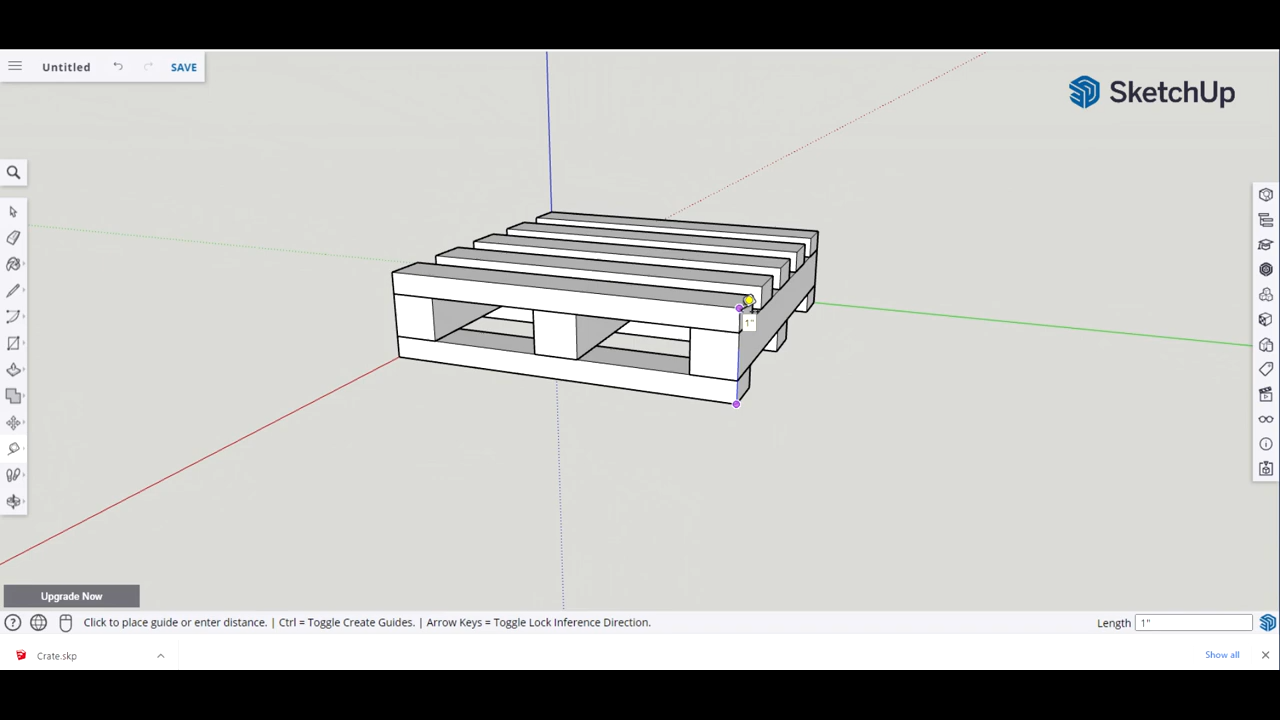 Untitled
SAVE
SketchUp
1"
Upgrade Now
Click to place guide or enter distance. | Ctrl = Toggle Create Guides. | Arrow Keys = Toggle Lock Inference Direction.
Length 1"
Crate.skp
Show all